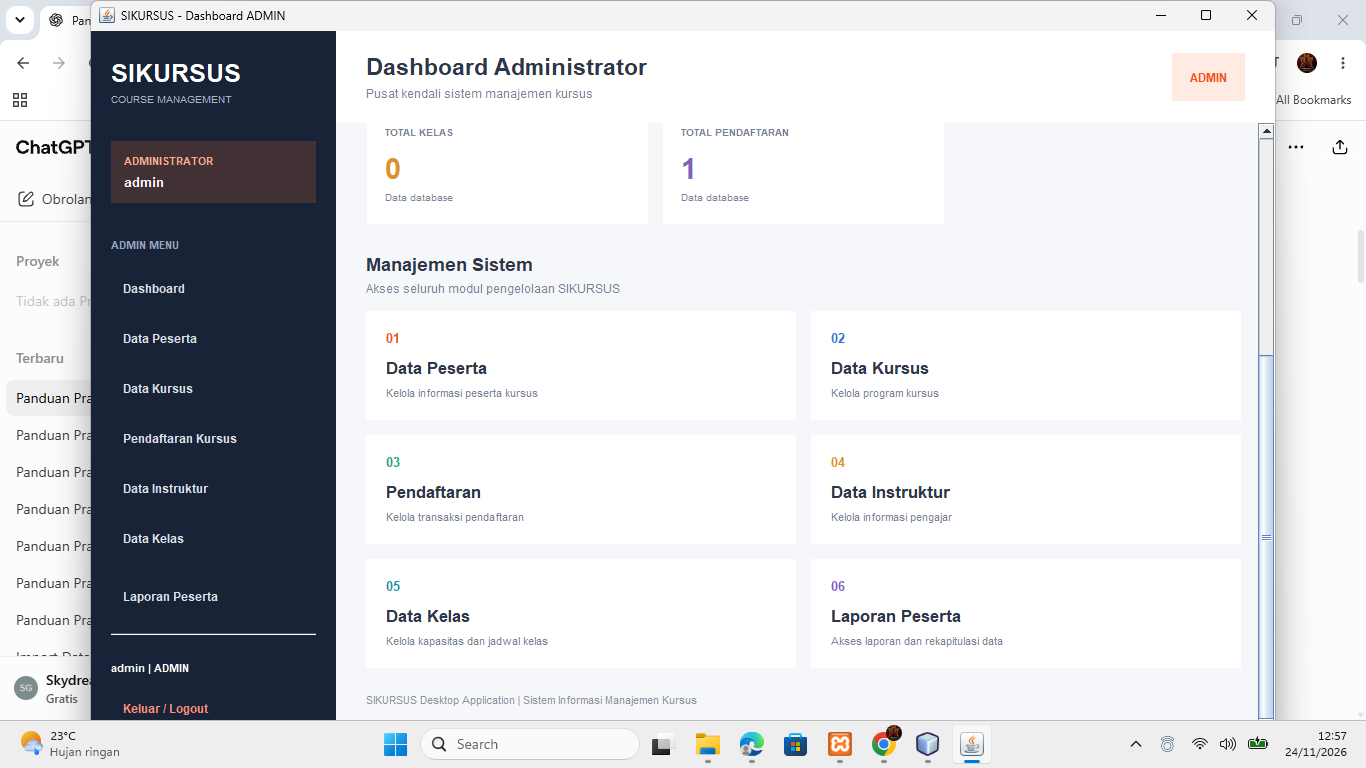 SIKURSUS - Dashboard ADMIN
Pan
All Bookmarks
ChatGPT
Obrolan
Proyek
Tidak ada Pr
Terbaru
Panduan Pra
Panduan Pra
Panduan Pra
Panduan Pra
Panduan Pra
Panduan Pra
Panduan Pra
SG
Skydrea
Gratis
SIKURSUS
COURSE MANAGEMENT
ADMINISTRATOR
admin
ADMIN MENU
Dashboard
Data Peserta
Data Kursus
Pendaftaran Kursus
Data Instruktur
Data Kelas
Laporan Peserta
admin | ADMIN
Keluar / Logout
Dashboard Administrator
Pusat kendali sistem manajemen kursus
ADMIN
TOTAL KELAS
0
Data database
TOTAL PENDAFTARAN
1
Data database
Manajemen Sistem
Akses seluruh modul pengelolaan SIKURSUS
01
Data Peserta
Kelola informasi peserta kursus
02
Data Kursus
Kelola program kursus
03
Pendaftaran
Kelola transaksi pendaftaran
04
Data Instruktur
Kelola informasi pengajar
05
Data Kelas
Kelola kapasitas dan jadwal kelas
06
Laporan Peserta
Akses laporan dan rekapitulasi data
SIKURSUS Desktop Application | Sistem Informasi Manajemen Kursus
23°C
Hujan ringan
Search
12:57
24/11/2026